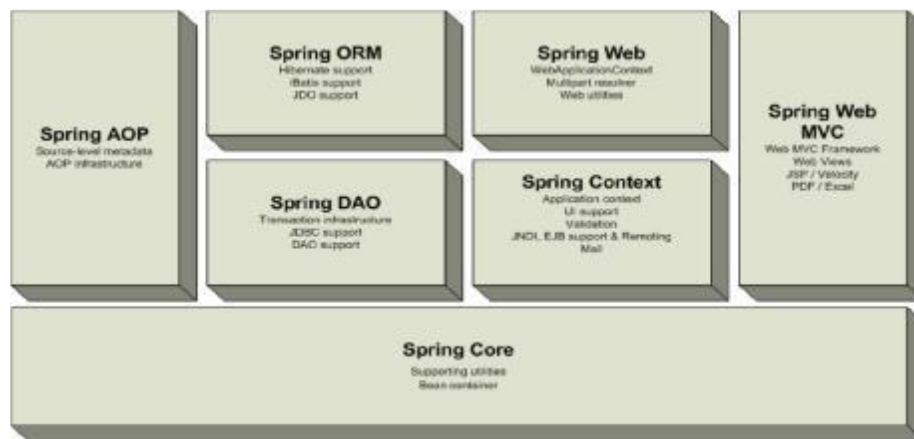 Spring AOP
Source-level metadata
AOP infrastructure
Spring ORM
Hibernate support
iBatis support
JDO support
Spring Web
WebApplicationContext
Multipart resolver
Web utilities
Spring DAO
Transaction infrastructure
JDBC support
DAO support
Spring Context
Application context
UI support
Validation
JNDI, EJB support & Remoting
Mail
Spring Web
MVC
Web MVC Framework
Web Views
JSP / Velocity
PDF / Excel
Spring Core
Supporting utilities
Bean container